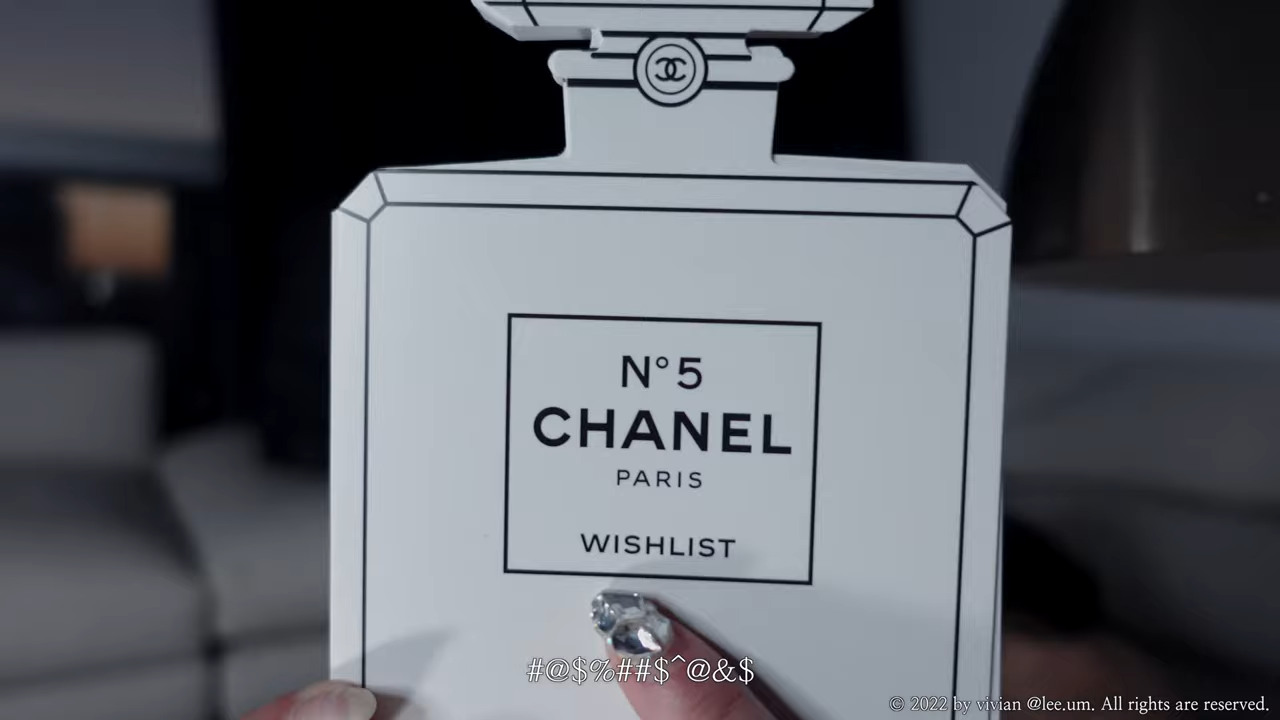 N°5
CHANEL
PARIS
WISHLIST
#@$%##$^@&$
© 2022 by vivian @lee.um. All rights are reserved.